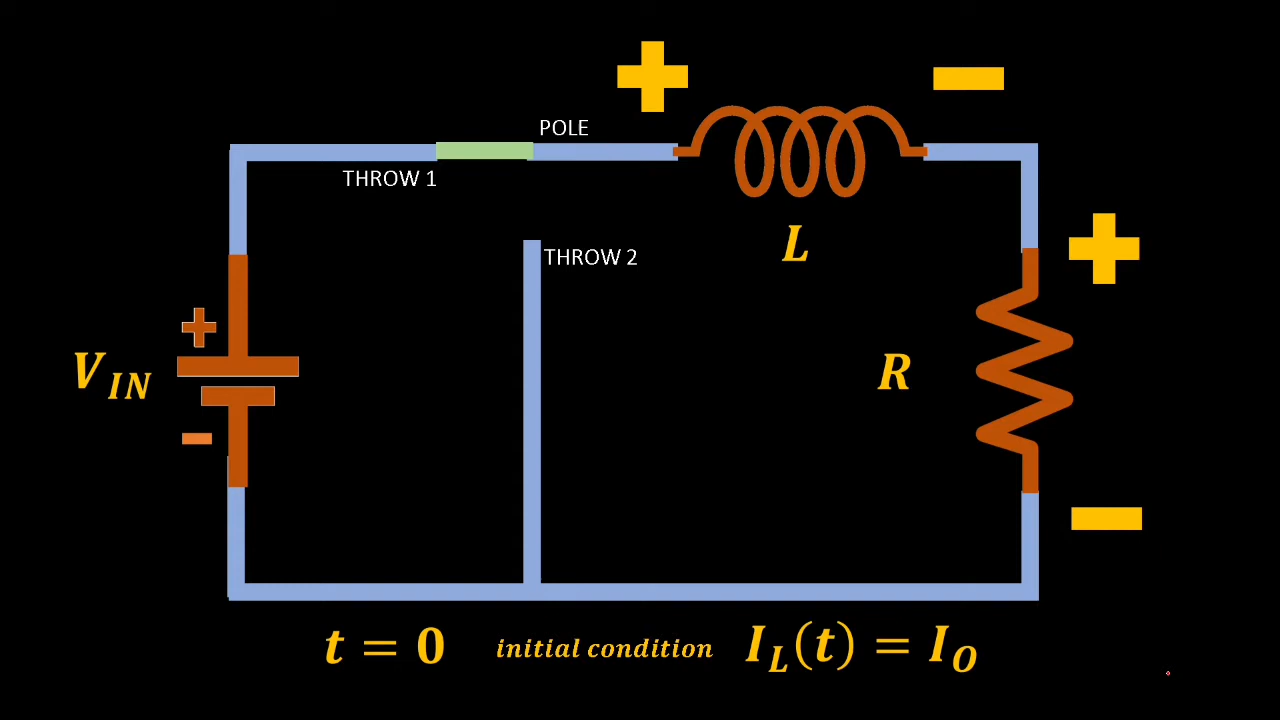 + −
POLE
THROW 1
L
+
THROW 2
+
V_IN
R
-
−
t = 0 initial condition I_L(t) = I_O